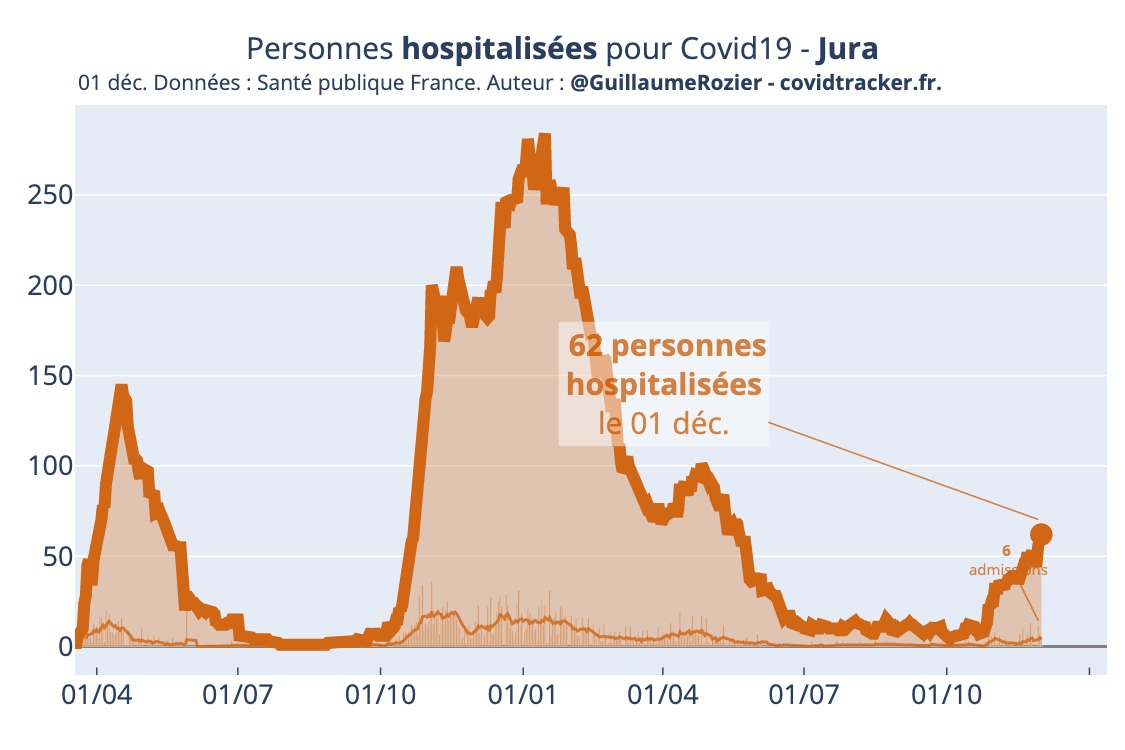 Personnes hospitalisées pour Covid19 - Jura
01 déc. Données : Santé publique France. Auteur : @GuillaumeRozier - covidtracker.fr.
250
200
150
100
50
0
62 personnes
hospitalisées
le 01 déc.
6
admissions
01/04
01/07
01/10
01/01
01/04
01/07
01/10